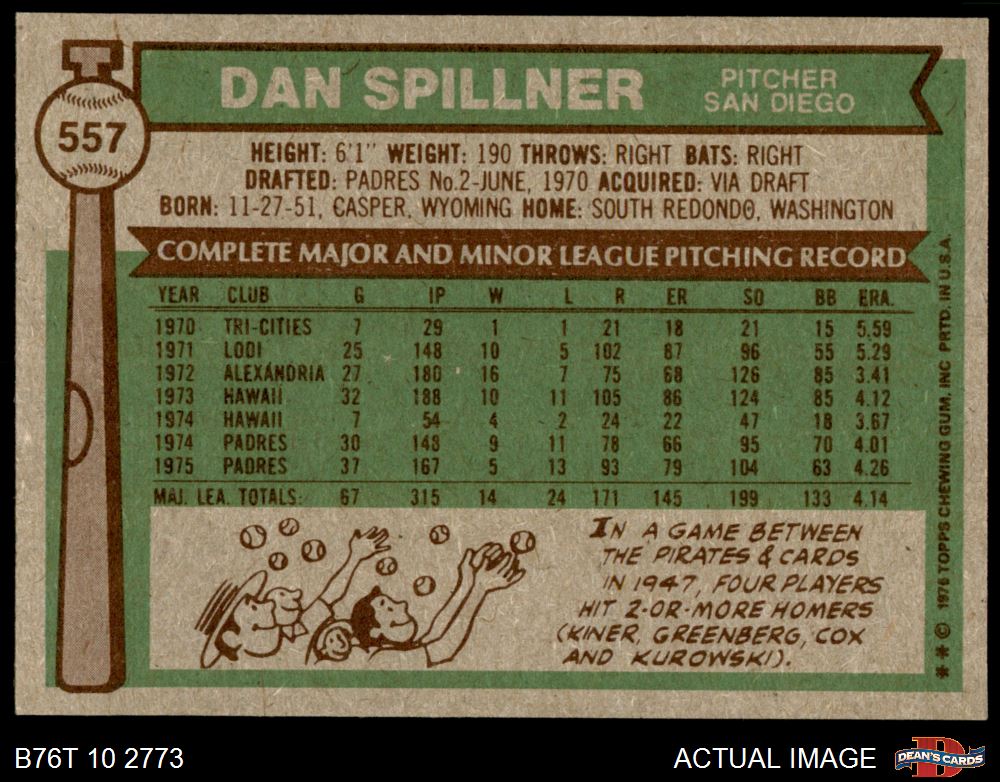 557
DAN SPILLNER
PITCHER
SAN DIEGO
HEIGHT: 6'1" WEIGHT: 190 THROWS: RIGHT BATS: RIGHT
DRAFTED: PADRES No.2-JUNE, 1970 ACQUIRED: VIA DRAFT
BORN: 11-27-51, CASPER, WYOMING HOME: SOUTH REDONDO, WASHINGTON
COMPLETE MAJOR AND MINOR LEAGUE PITCHING RECORD
YEAR CLUB G IP W L R ER SO BB ERA.
1970 TRI-CITIES 7 29 1 1 21 18 21 15 5.59
1971 LODI 25 148 10 5 102 87 96 55 5.29
1972 ALEXANDRIA 27 180 16 7 75 68 126 85 3.41
1973 HAWAII 32 188 10 11 105 86 124 85 4.12
1974 HAWAII 7 54 4 2 24 22 47 18 3.67
1974 PADRES 30 148 9 11 78 66 95 70 4.01
1975 PADRES 37 167 5 13 93 79 104 63 4.26
MAJ. LEA. TOTALS: 67 315 14 24 171 145 199 133 4.14
IN A GAME BETWEEN
THE PIRATES & CARDS
IN 1947, FOUR PLAYERS
HIT 2-OR-MORE HOMERS
(KINER, GREENBERG, COX
AND KUROWSKI).
** © 1976 TOPPS CHEWING GUM, INC PRTD. IN U.S.A.
B76T 10 2773
ACTUAL IMAGE
D
DEAN'S CARDS